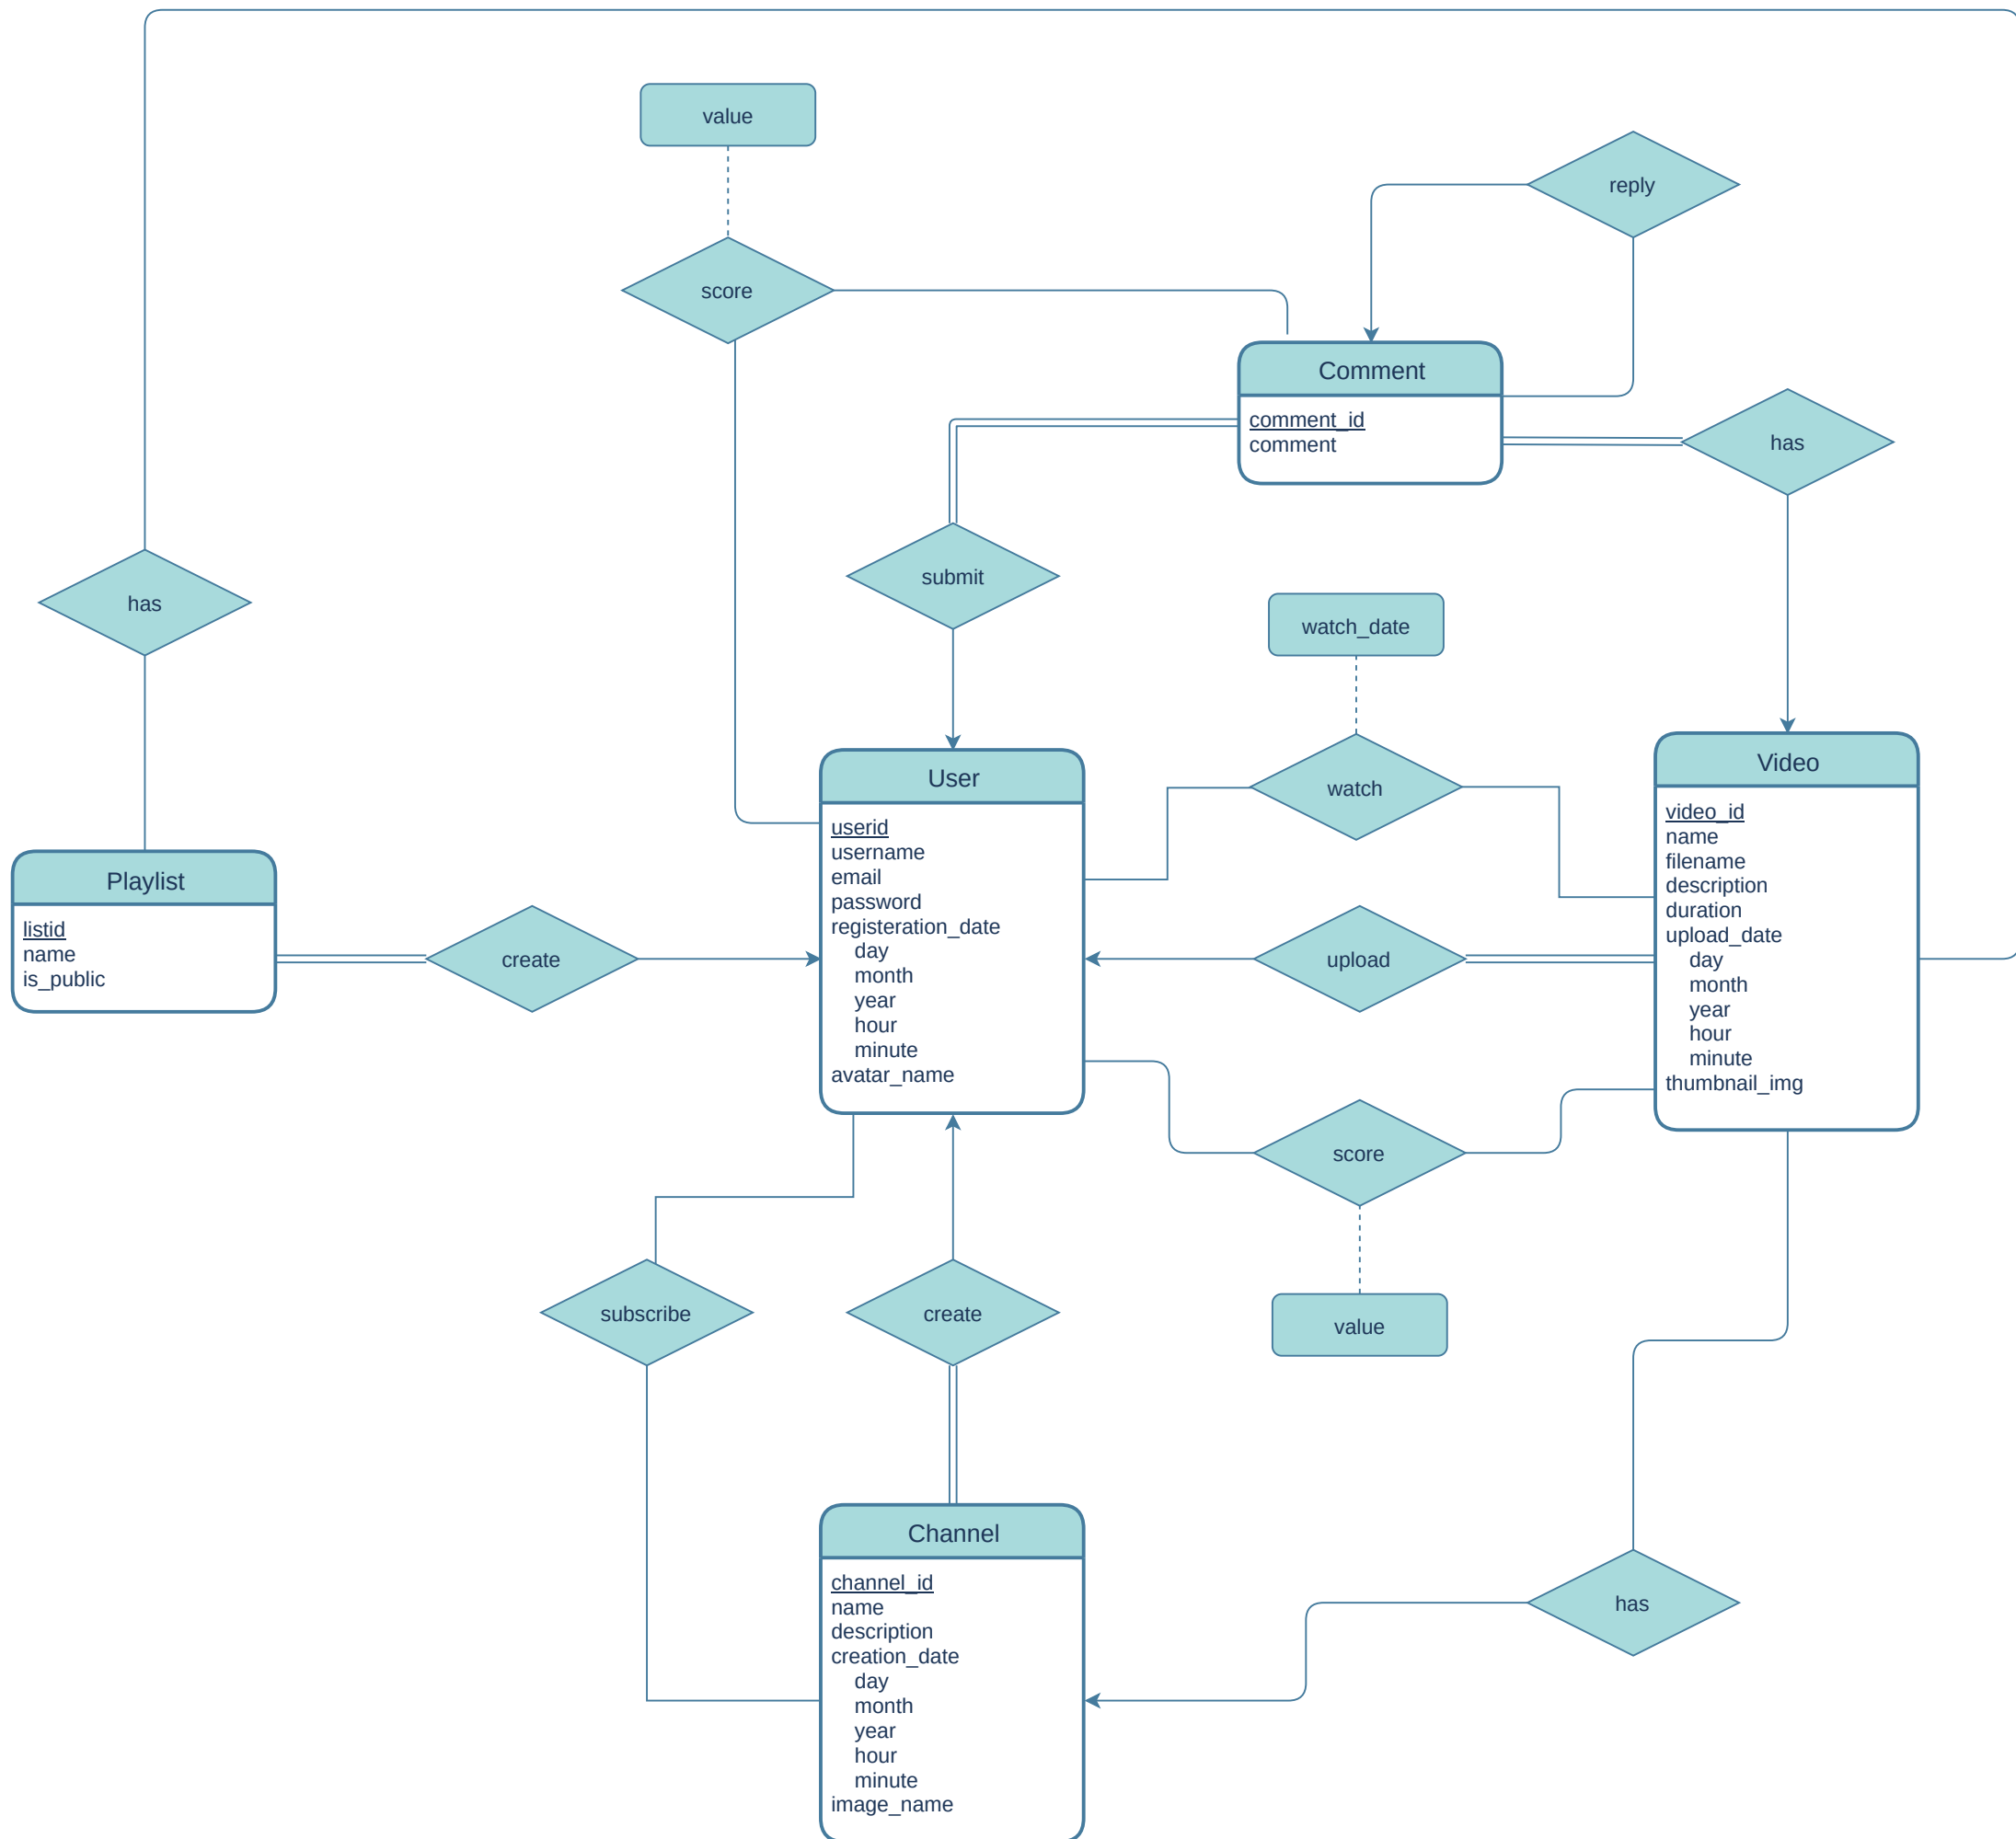 value
reply
score
Comment
comment_id
comment
has
submit
has
watch_date
User
userid
username
email
password
registeration_date
day
month
year
hour
minute
avatar_name
watch
Video
video_id
name
filename
description
duration
upload_date
day
month
year
hour
minute
thumbnail_img
Playlist
listid
name
is_public
create
upload
score
value
subscribe
create
Channel
channel_id
name
description
creation_date
day
month
year
hour
minute
image_name
has